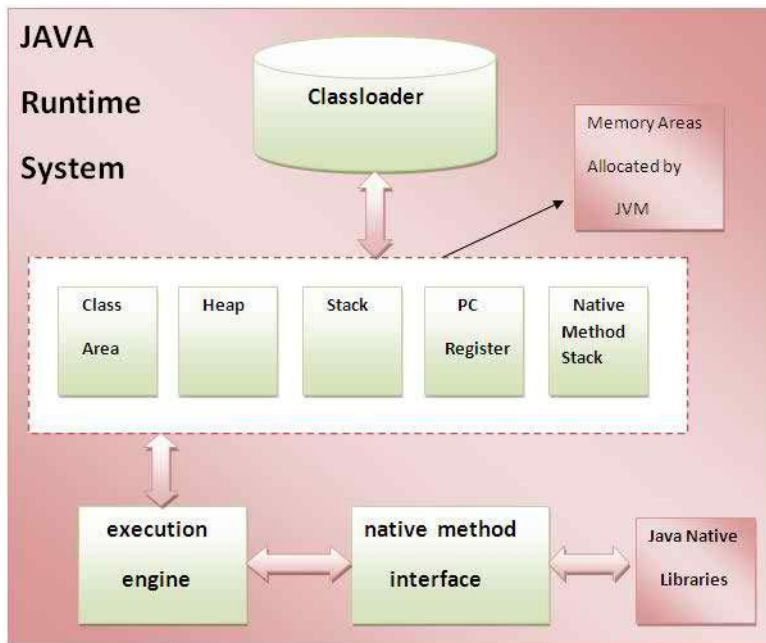 JAVA
Runtime
System
Classloader
Memory Areas
Allocated by
JVM
Class
Area
Heap
Stack
PC
Register
Native
Method
Stack
execution
engine
native method
interface
Java Native
Libraries